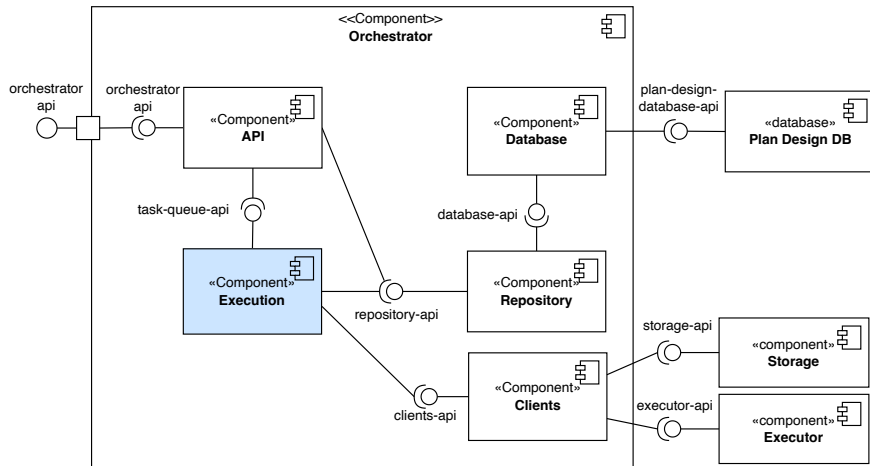 <<Component>>
Orchestrator
orchestrator
api
orchestrator
api
«Component»
API
«Component»
Database
plan-design-
database-api
«database»
Plan Design DB
task-queue-api
database-api
«Component»
Execution
«Component»
Repository
repository-api
storage-api
«component»
Storage
«Component»
Clients
clients-api
executor-api
«component»
Executor